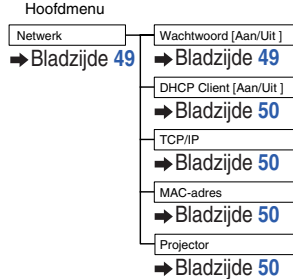 Hoofdmenu
Netwerk
➡Bladzijde 49
Wachtwoord [Aan/Uit ]
➡Bladzijde 49
DHCP Client [Aan/Uit ]
➡Bladzijde 50
TCP/IP
➡Bladzijde 50
MAC-adres
➡Bladzijde 50
Projector
➡Bladzijde 50